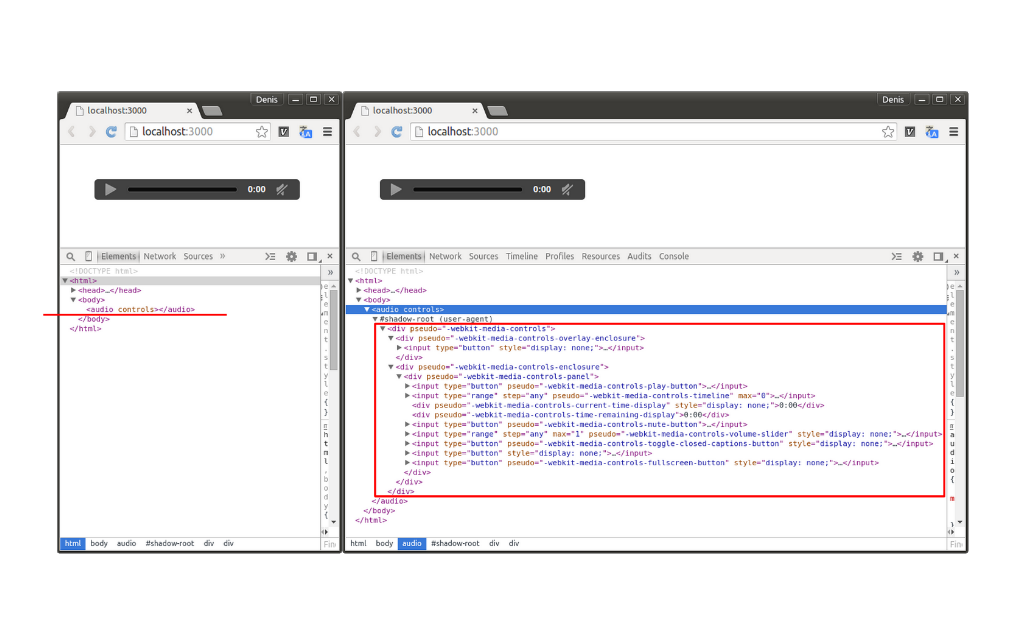 Denis
localhost:3000
localhost:3000
0:00
Elements Network Sources »
<!DOCTYPE html>
<html>
<head>…</head>
<body>
<audio controls></audio>
</body>
</html>
html body audio #shadow-root div div
Denis
localhost:3000
localhost:3000
0:00
Elements Network Sources Timeline Profiles Resources Audits Console
<!DOCTYPE html>
<html>
<head>…</head>
<body>
<audio controls>
#shadow-root (user-agent)
<div pseudo="-webkit-media-controls">
<div pseudo="-webkit-media-controls-overlay-enclosure">
<input type="button" style="display: none;">…</input>
</div>
<div pseudo="-webkit-media-controls-enclosure">
<div pseudo="-webkit-media-controls-panel">
<input type="button" pseudo="-webkit-media-controls-play-button">…</input>
<input type="range" step="any" pseudo="-webkit-media-controls-timeline" max="0">…</input>
<div pseudo="-webkit-media-controls-current-time-display" style="display: none;">0:00</div>
<div pseudo="-webkit-media-controls-time-remaining-display">0:00</div>
<input type="button" pseudo="-webkit-media-controls-mute-button">…</input>
<input type="range" step="any" max="1" pseudo="-webkit-media-controls-volume-slider" style="display: none;">…</input>
<input type="button" pseudo="-webkit-media-controls-toggle-closed-captions-button" style="display: none;">…</input>
<input type="button" style="display: none;">…</input>
<input type="button" pseudo="-webkit-media-controls-fullscreen-button" style="display: none;">…</input>
</div>
</div>
</div>
</audio>
</body>
</html>
html body audio #shadow-root div div